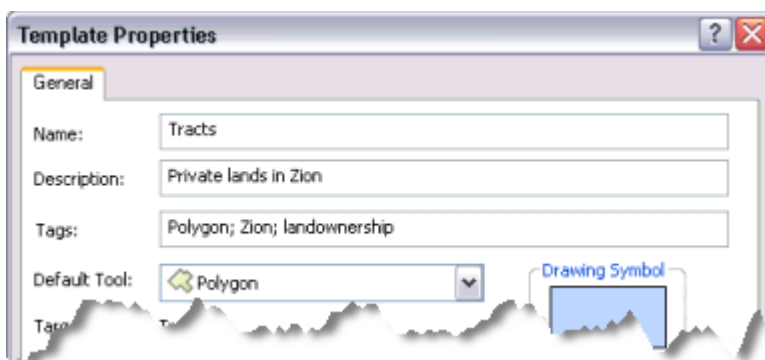 Template Properties
General
Name: Tracts
Description: Private lands in Zion
Tags: Polygon; Zion; landownership
Default Tool: Polygon
Drawing Symbol